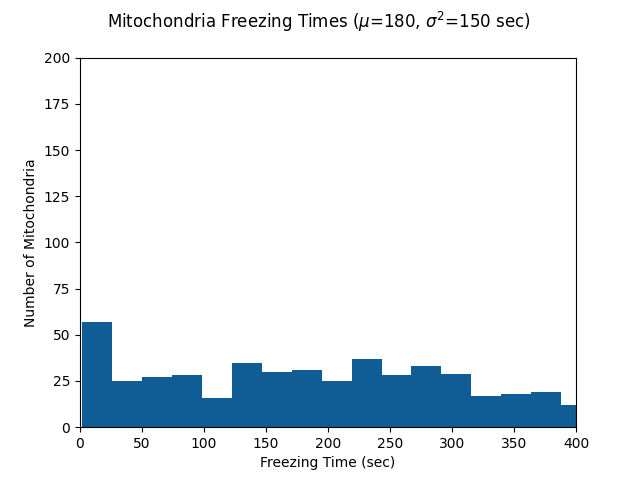 Mitochondria Freezing Times (μ=180, σ²=150 sec)
200
175
150
125
100
75
50
25
0
Number of Mitochondria
0 50 100 150 200 250 300 350 400
Freezing Time (sec)